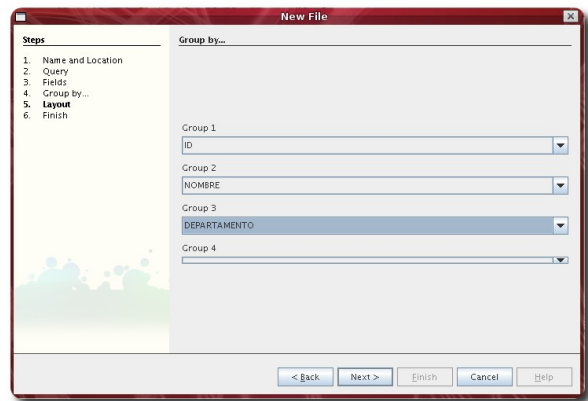 New File
Steps
1. Name and Location
2. Query
3. Fields
4. Group by...
5. Layout
6. Finish
Group by...
Group 1
ID
Group 2
NOMBRE
Group 3
DEPARTAMENTO
Group 4
< Back
Next >
Finish
Cancel
Help